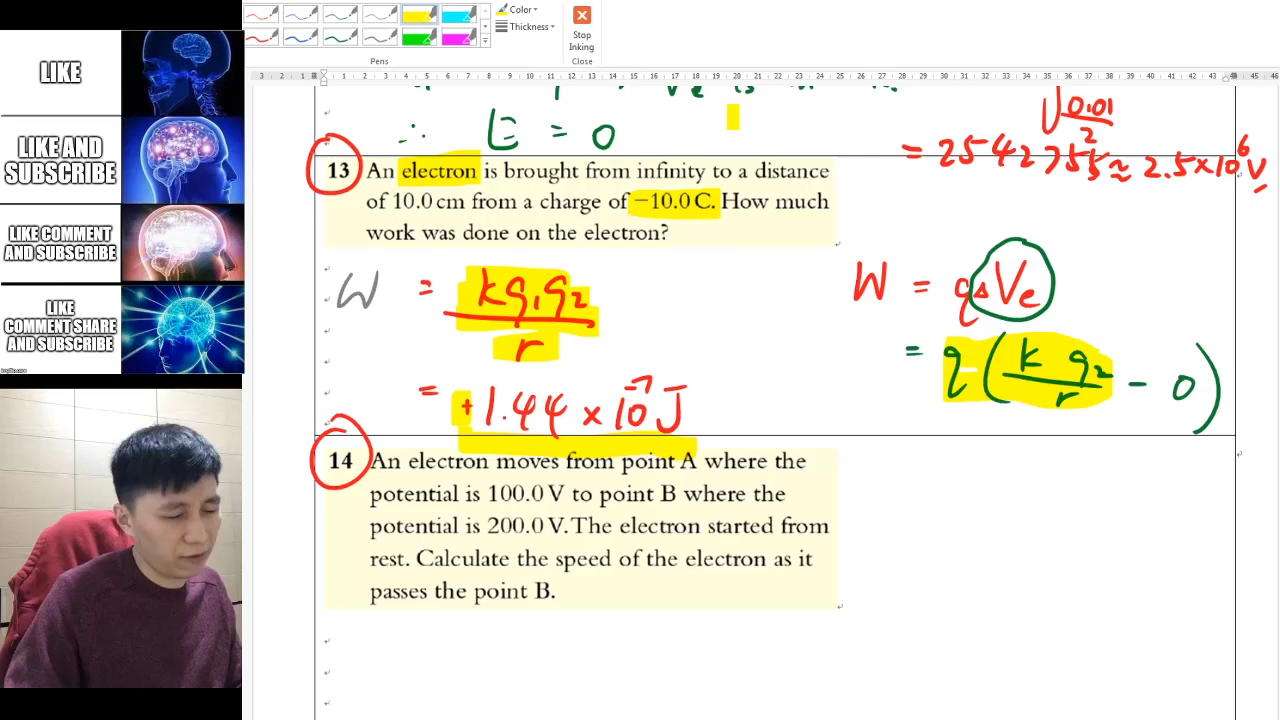 Color
Thickness
Stop
Inking
Pens
Close
LIKE
LIKE AND
SUBSCRIBE
LIKE COMMENT
AND SUBSCRIBE
LIKE
COMMENT SHARE
AND SUBSCRIBE
∴ E = 0
√0.01/2
= 2542755 ≈ 2.5×10⁶ V
13 An electron is brought from infinity to a distance
of 10.0 cm from a charge of −10.0 C. How much
work was done on the electron?
W = kq₁q₂/r
= +1.44 × 10⁻⁷ J
W = qΔVe
= q (k q₂/r − 0)
14 An electron moves from point A where the
potential is 100.0 V to point B where the
potential is 200.0 V. The electron started from
rest. Calculate the speed of the electron as it
passes the point B.